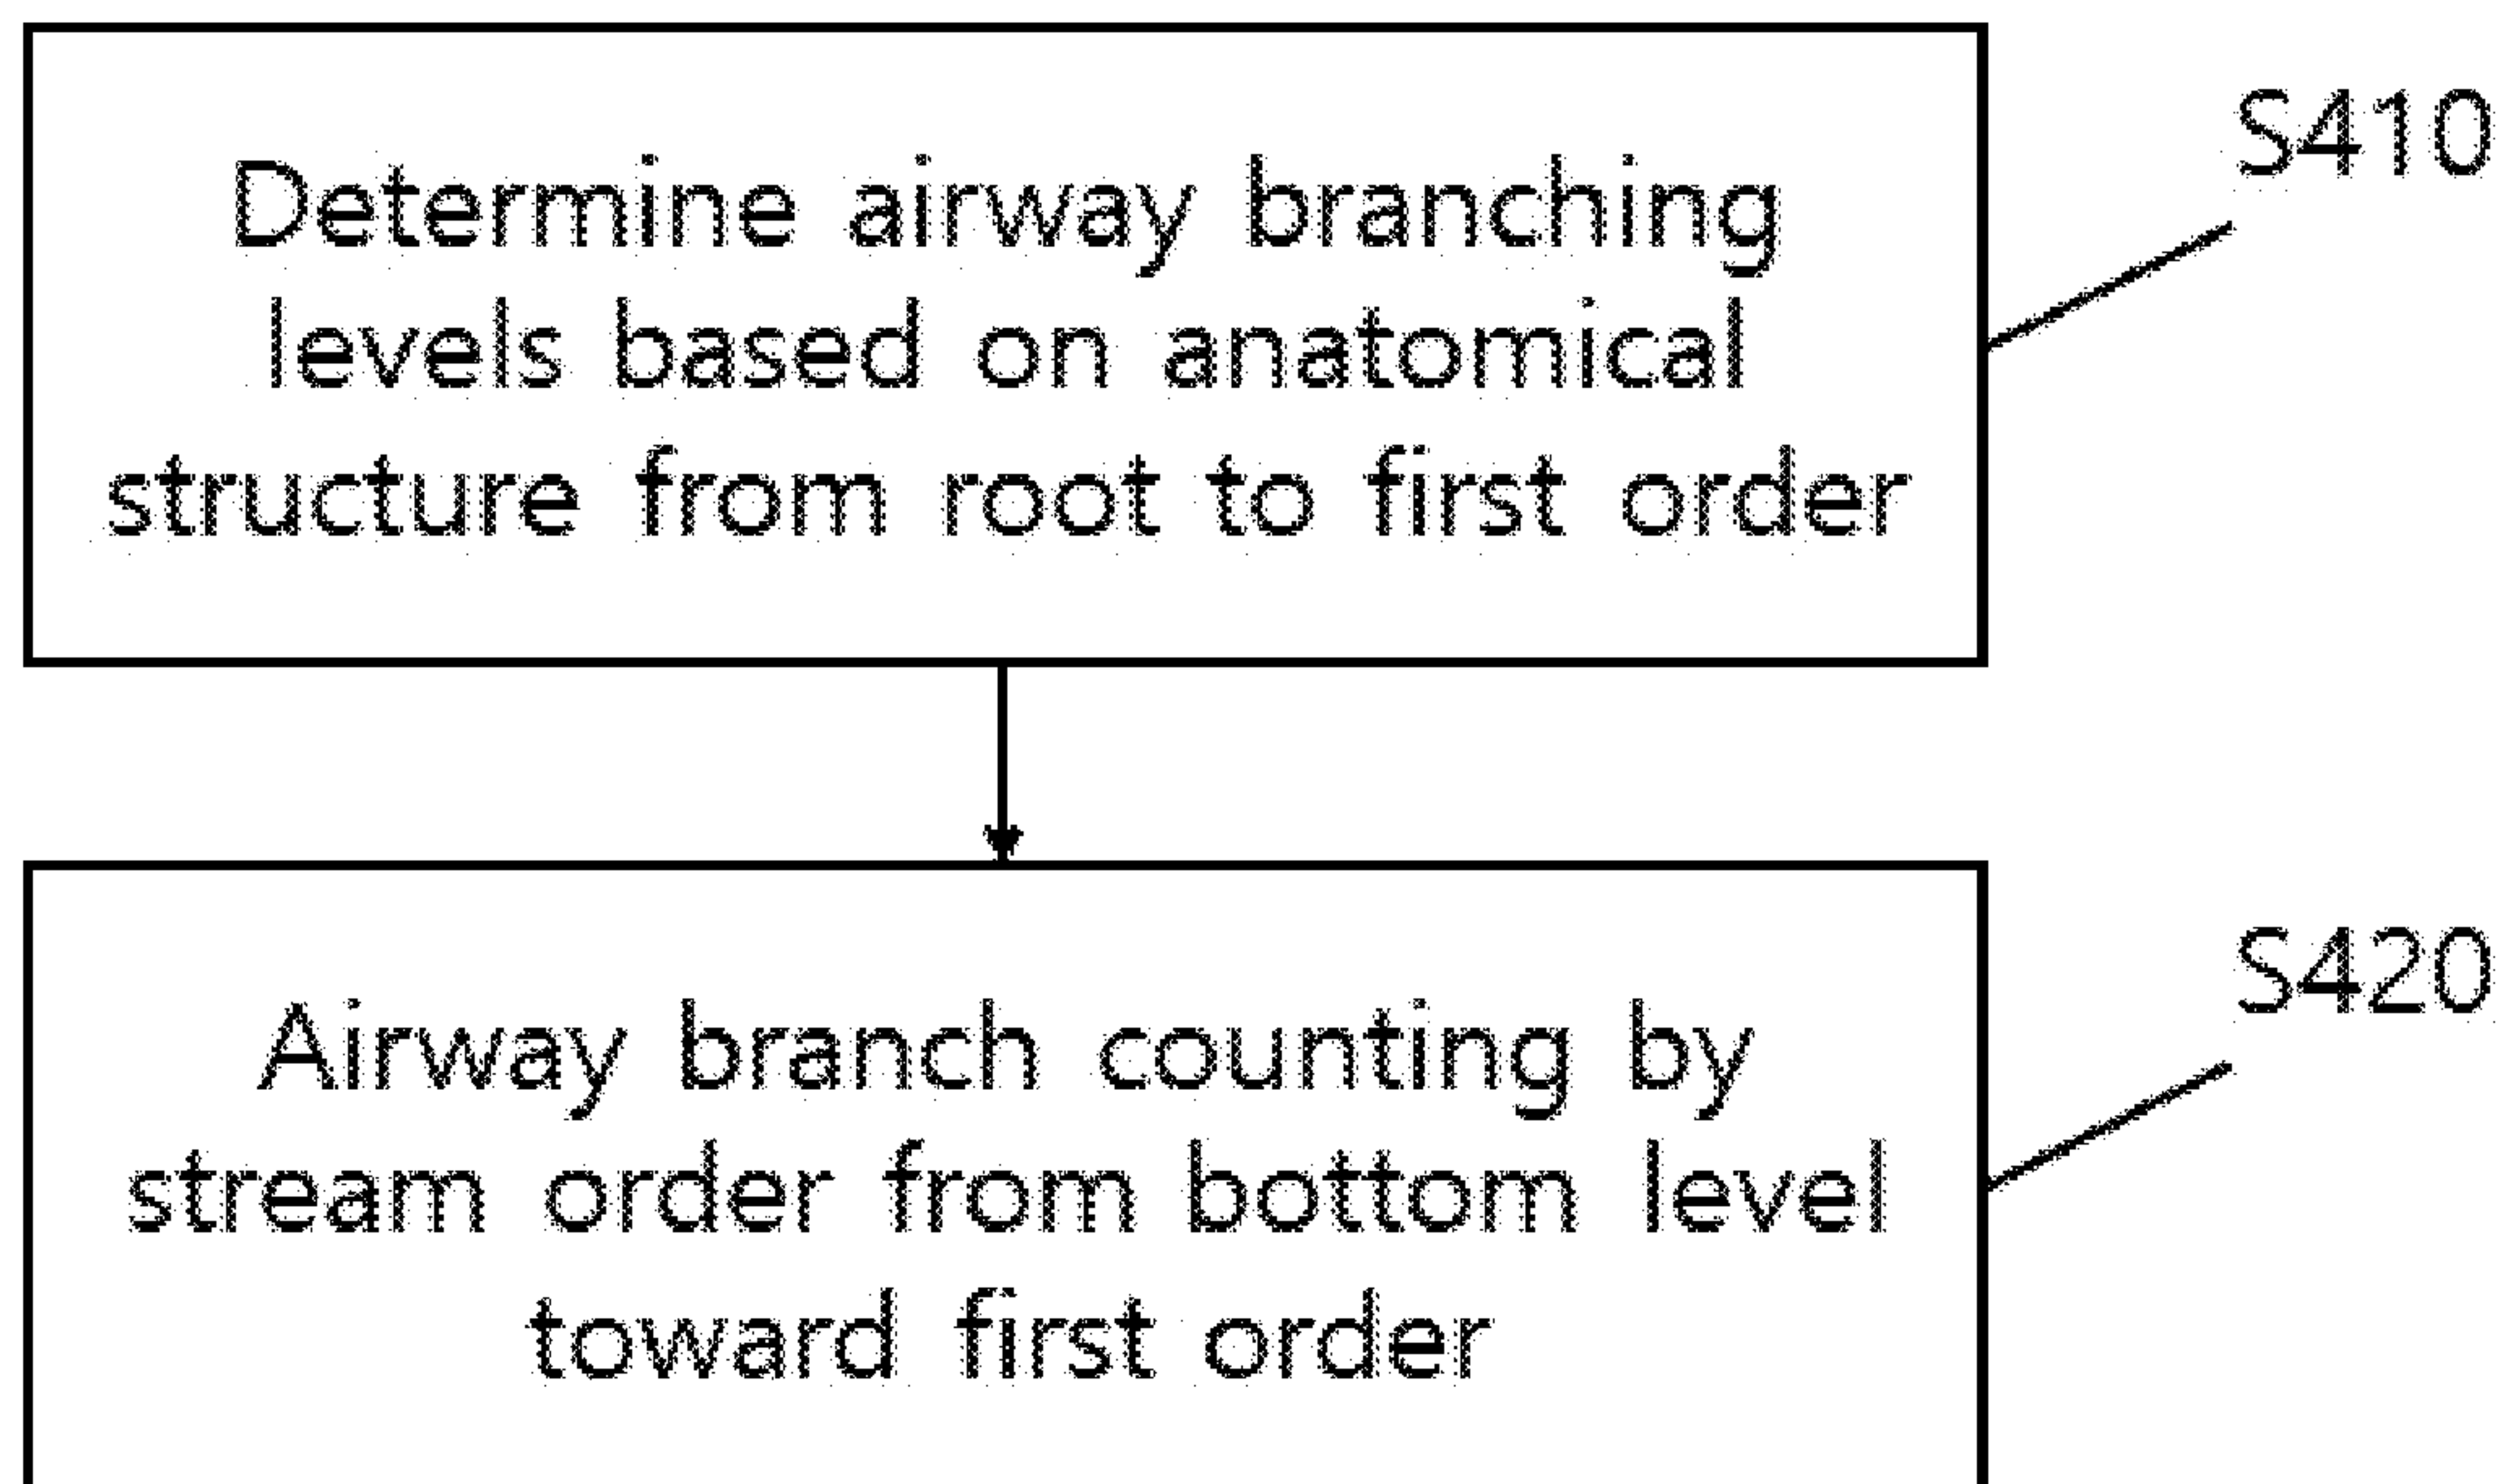 S410
Determine airway branching
levels based on anatomical
structure from root to first order
S420
Airway branch counting by
stream order from bottom level
toward first order